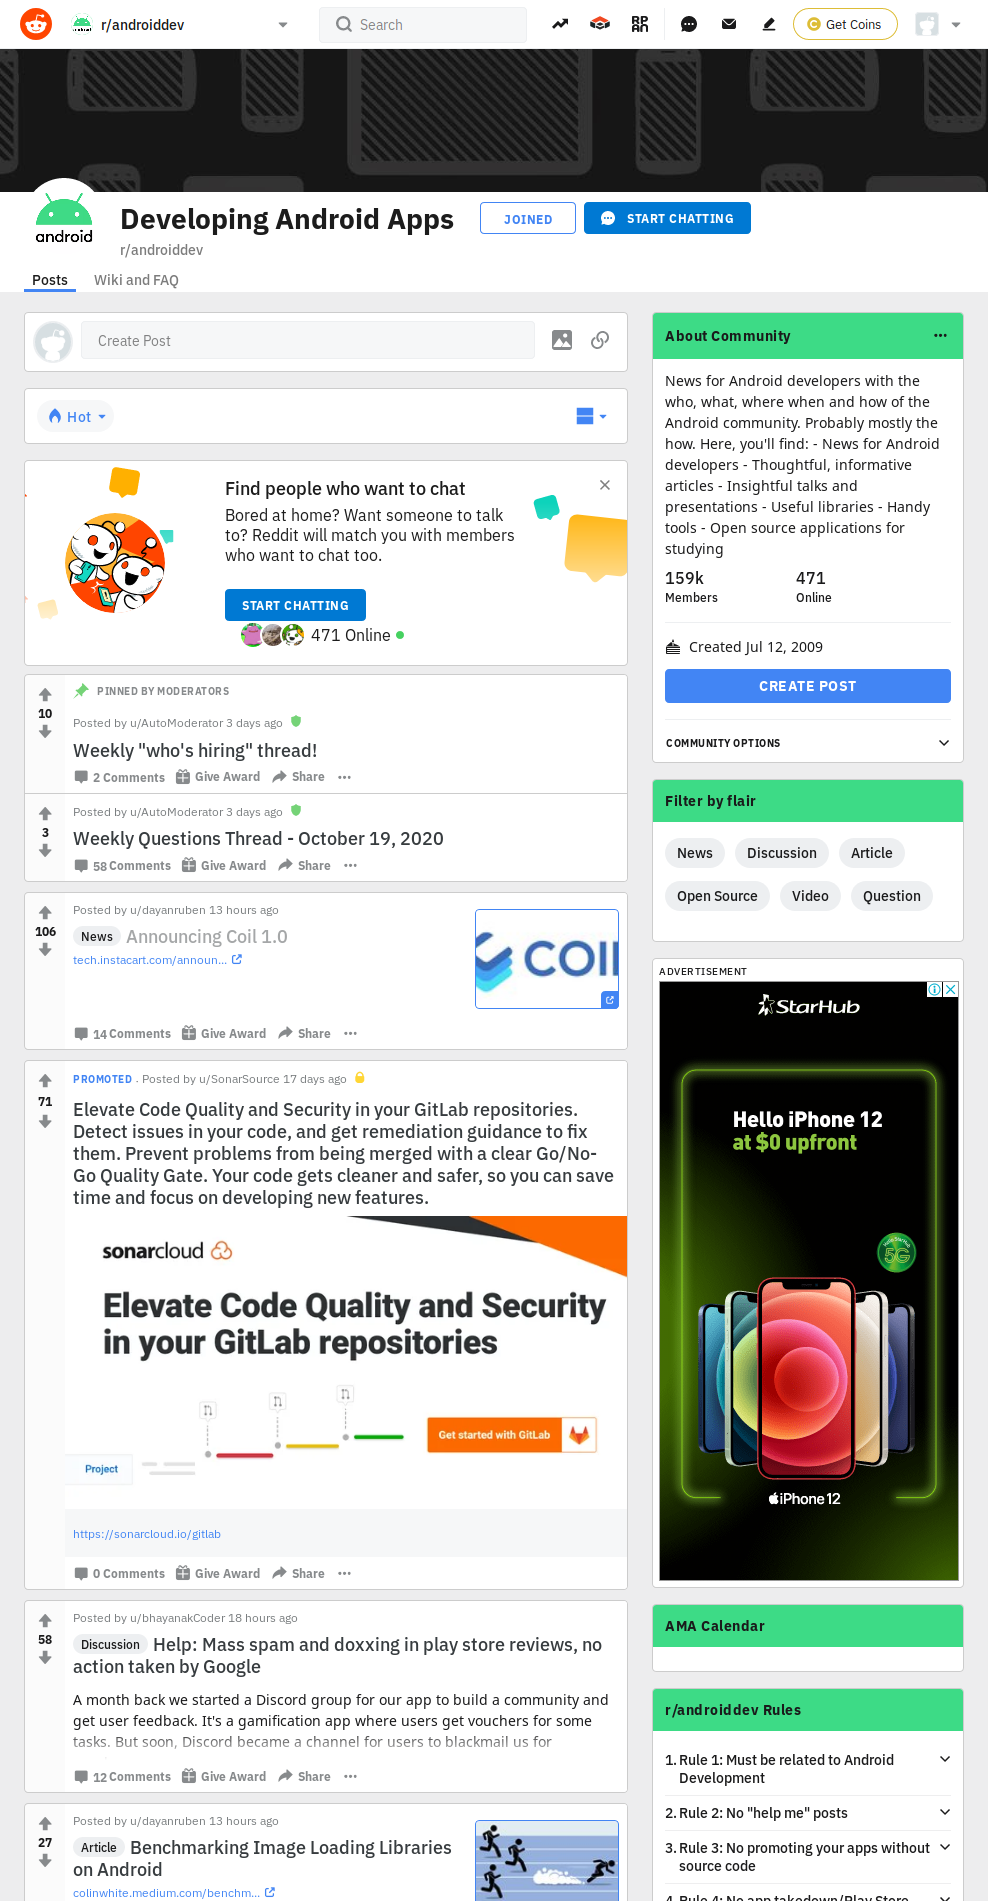 r/androiddev
Search
Get Coins
android
Developing Android Apps
JOINED
START CHATTING
r/androiddev
Posts
Wiki and FAQ
Create Post
Hot
Find people who want to chat
Bored at home? Want someone to talk
to? Reddit will match you with members
who want to chat too.
START CHATTING
471 Online
PINNED BY MODERATORS
10
Posted by u/AutoModerator 3 days ago
Weekly "who's hiring" thread!
2 Comments Give Award Share
Posted by u/AutoModerator 3 days ago
3
Weekly Questions Thread - October 19, 2020
58 Comments Give Award Share
Posted by u/dayanruben 13 hours ago
106
News Announcing Coil 1.0
tech.instacart.com/announ...
COIL
14 Comments Give Award Share
PROMOTED · Posted by u/SonarSource 17 days ago
71
Elevate Code Quality and Security in your GitLab repositories.
Detect issues in your code, and get remediation guidance to fix
them. Prevent problems from being merged with a clear Go/No-
Go Quality Gate. Your code gets cleaner and safer, so you can save
time and focus on developing new features.
sonarcloud
Elevate Code Quality and Security
in your GitLab repositories
Get started with GitLab
Project
https://sonarcloud.io/gitlab
0 Comments Give Award Share
Posted by u/bhayanakCoder 18 hours ago
58
Discussion Help: Mass spam and doxxing in play store reviews, no
action taken by Google
A month back we started a Discord group for our app to build a community and
get user feedback. It's a gamification app where users get vouchers for some
tasks. But soon, Discord became a channel for users to blackmail us for
12 Comments Give Award Share
Posted by u/dayanruben 13 hours ago
27
Article Benchmarking Image Loading Libraries
on Android
colinwhite.medium.com/benchm...
About Community
News for Android developers with the
who, what, where when and how of the
Android community. Probably mostly the
how. Here, you'll find: - News for Android
developers - Thoughtful, informative
articles - Insightful talks and
presentations - Useful libraries - Handy
tools - Open source applications for
studying
159k 471
Members Online
Created Jul 12, 2009
CREATE POST
COMMUNITY OPTIONS
Filter by flair
News Discussion Article
Open Source Video Question
ADVERTISEMENT
StarHub
Hello iPhone 12
at $0 upfront
5G
iPhone 12
AMA Calendar
r/androiddev Rules
1. Rule 1: Must be related to Android
Development
2. Rule 2: No "help me" posts
3. Rule 3: No promoting your apps without
source code
4. Rule 4: No app takedown/Play Store